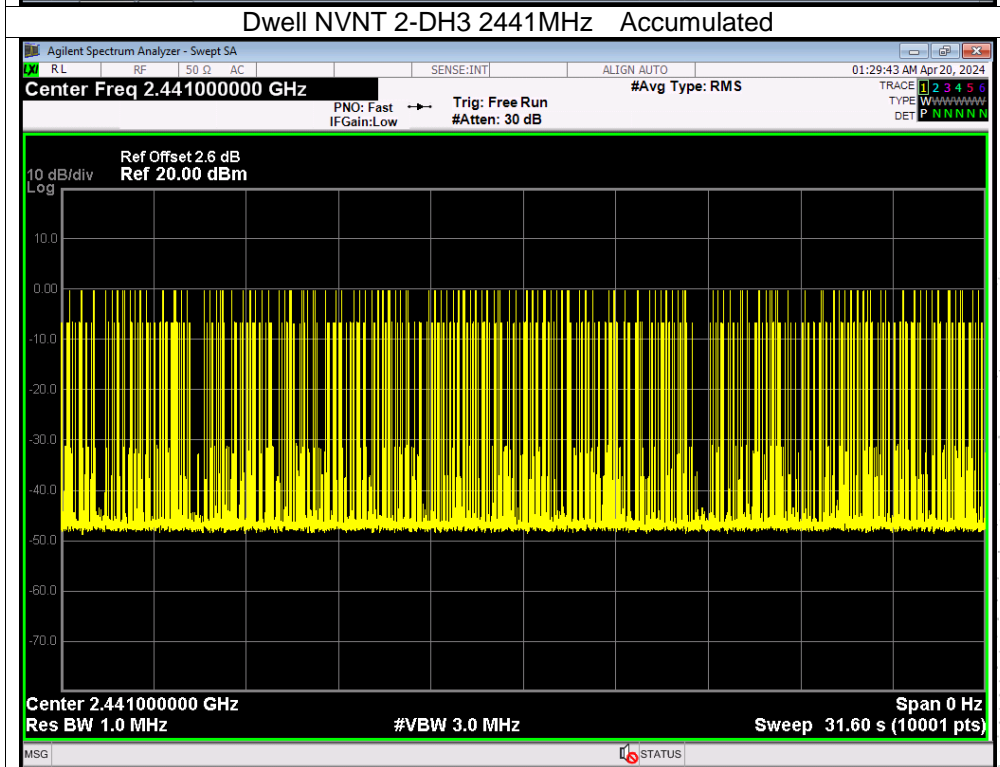 Dwell NVNT 2-DH3 2441MHz Accumulated
Agilent Spectrum Analyzer - Swept SA
LXI RL RF 50 Ω AC SENSE:INT ALIGN AUTO 01:29:43 AM Apr 20, 2024
Center Freq 2.441000000 GHz #Avg Type: RMS TRACE 1 2 3 4 5 6
PNO: Fast Trig: Free Run TYPE WWWWWW
IFGain:Low #Atten: 30 dB DET P N N N N N
Ref Offset 2.6 dB
10 dB/div Ref 20.00 dBm
Log
10.0
0.00
-10.0
-20.0
-30.0
-40.0
-50.0
-60.0
-70.0
Center 2.441000000 GHz Span 0 Hz
Res BW 1.0 MHz #VBW 3.0 MHz Sweep 31.60 s (10001 pts)
MSG STATUS